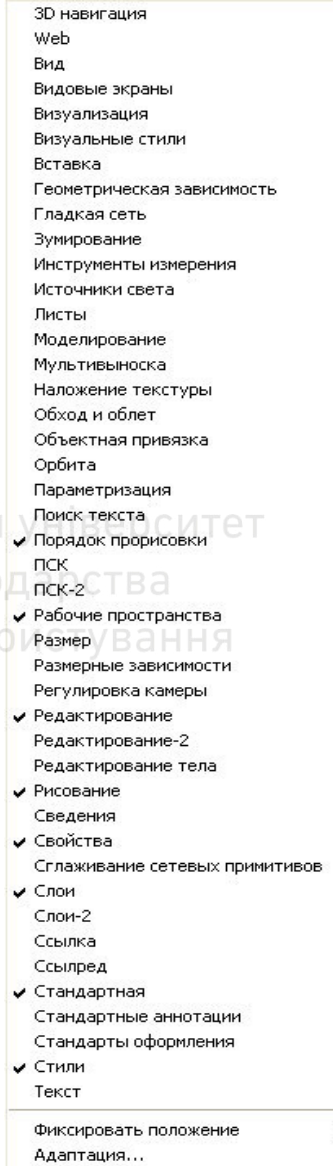 3D навигация
Web
Вид
Видовые экраны
Визуализация
Визуальные стили
Вставка
Геометрическая зависимость
Гладкая сеть
Зумирование
Инструменты измерения
Источники света
Листы
Моделирование
Мультивыноска
Наложение текстуры
Обход и облет
Объектная привязка
Орбита
Параметризация
Поиск текста
Порядок прорисовки
ПСК
ПСК-2
Рабочие пространства
Размер
Размерные зависимости
Регулировка камеры
Редактирование
Редактирование-2
Редактирование тела
Рисование
Сведения
Свойства
Сглаживание сетевых примитивов
Слои
Слои-2
Ссылка
Ссылред
Стандартная
Стандартные аннотации
Стандарты оформления
Стили
Текст
Фиксировать положение
Адаптация...